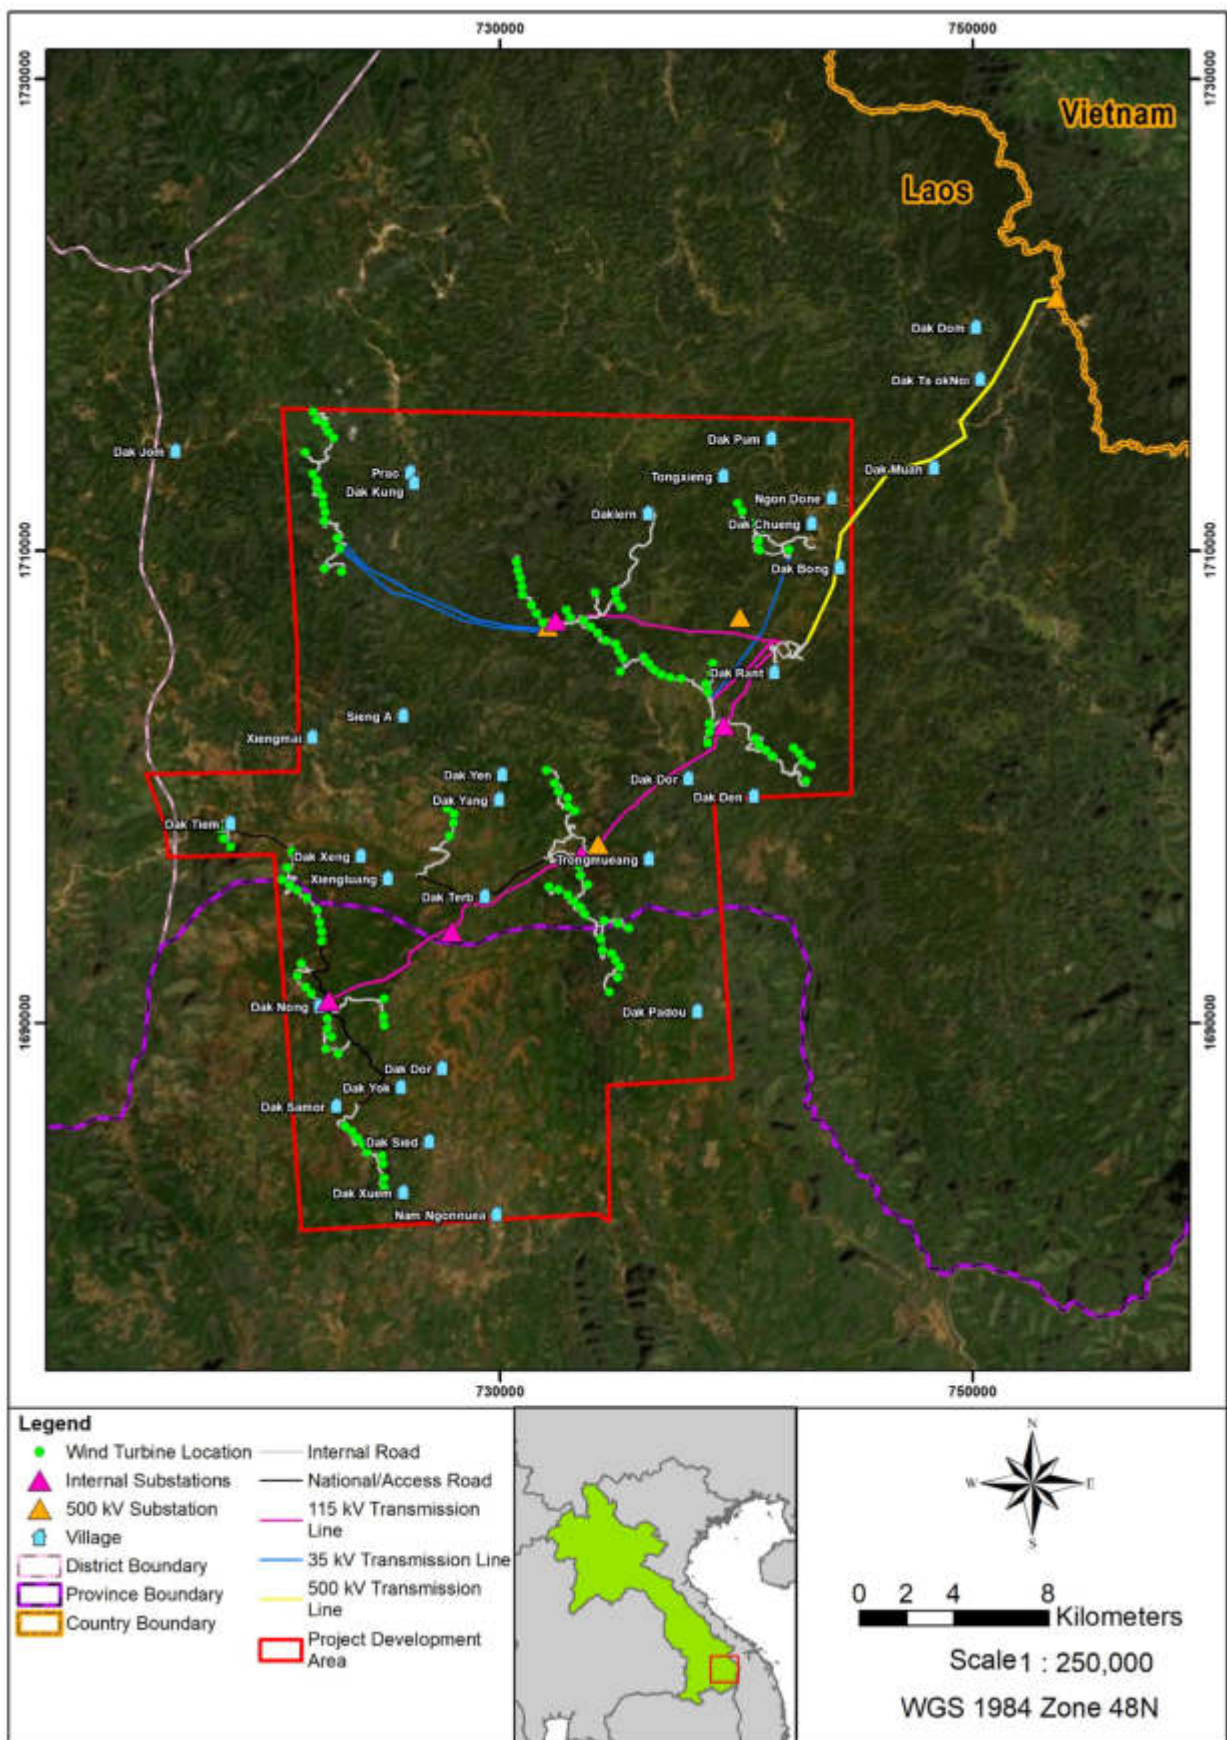 730000
750000
1730000
1730000
Vietnam
Laos
Dak Dom
Dak Ta okNoi
Dak Jom
Dak Pum
Prao
Dak Kung
Tongxieng
Dak Muan
Ngon Done
Daklern
Dak Chueng
1710000
1710000
Dak Bong
Dak Rant
Sieng A
Xiengmai
Dak Yen
Dak Dor
Dak Yang
Dak Den
Dak Tiem
Dak Xeng
Trongmueang
Xiengluang
Dak Terb
Dak Nong
Dak Padou
1690000
1690000
Dak Dor
Dak Yok
Dak Samor
Dak Sied
Dak Xuem
Nam Ngonnuea
730000
750000
Legend
Wind Turbine Location
Internal Substations
500 kV Substation
Village
District Boundary
Province Boundary
Country Boundary
Internal Road
National/Access Road
115 kV Transmission
Line
35 kV Transmission Line
500 kV Transmission
Line
Project Development
Area
N
W
E
S
0 2 4 8
Kilometers
Scale 1 : 250,000
WGS 1984 Zone 48N